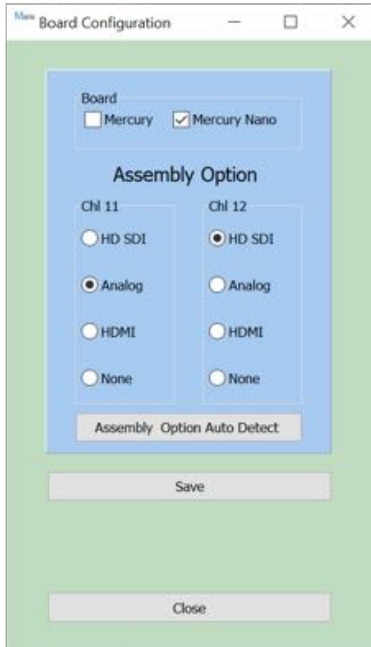 Board Configuration
Board
Mercury Mercury Nano
Assembly Option
Chl 11 Chl 12
HD SDI HD SDI
Analog Analog
HDMI HDMI
None None
Assembly Option Auto Detect
Save
Close